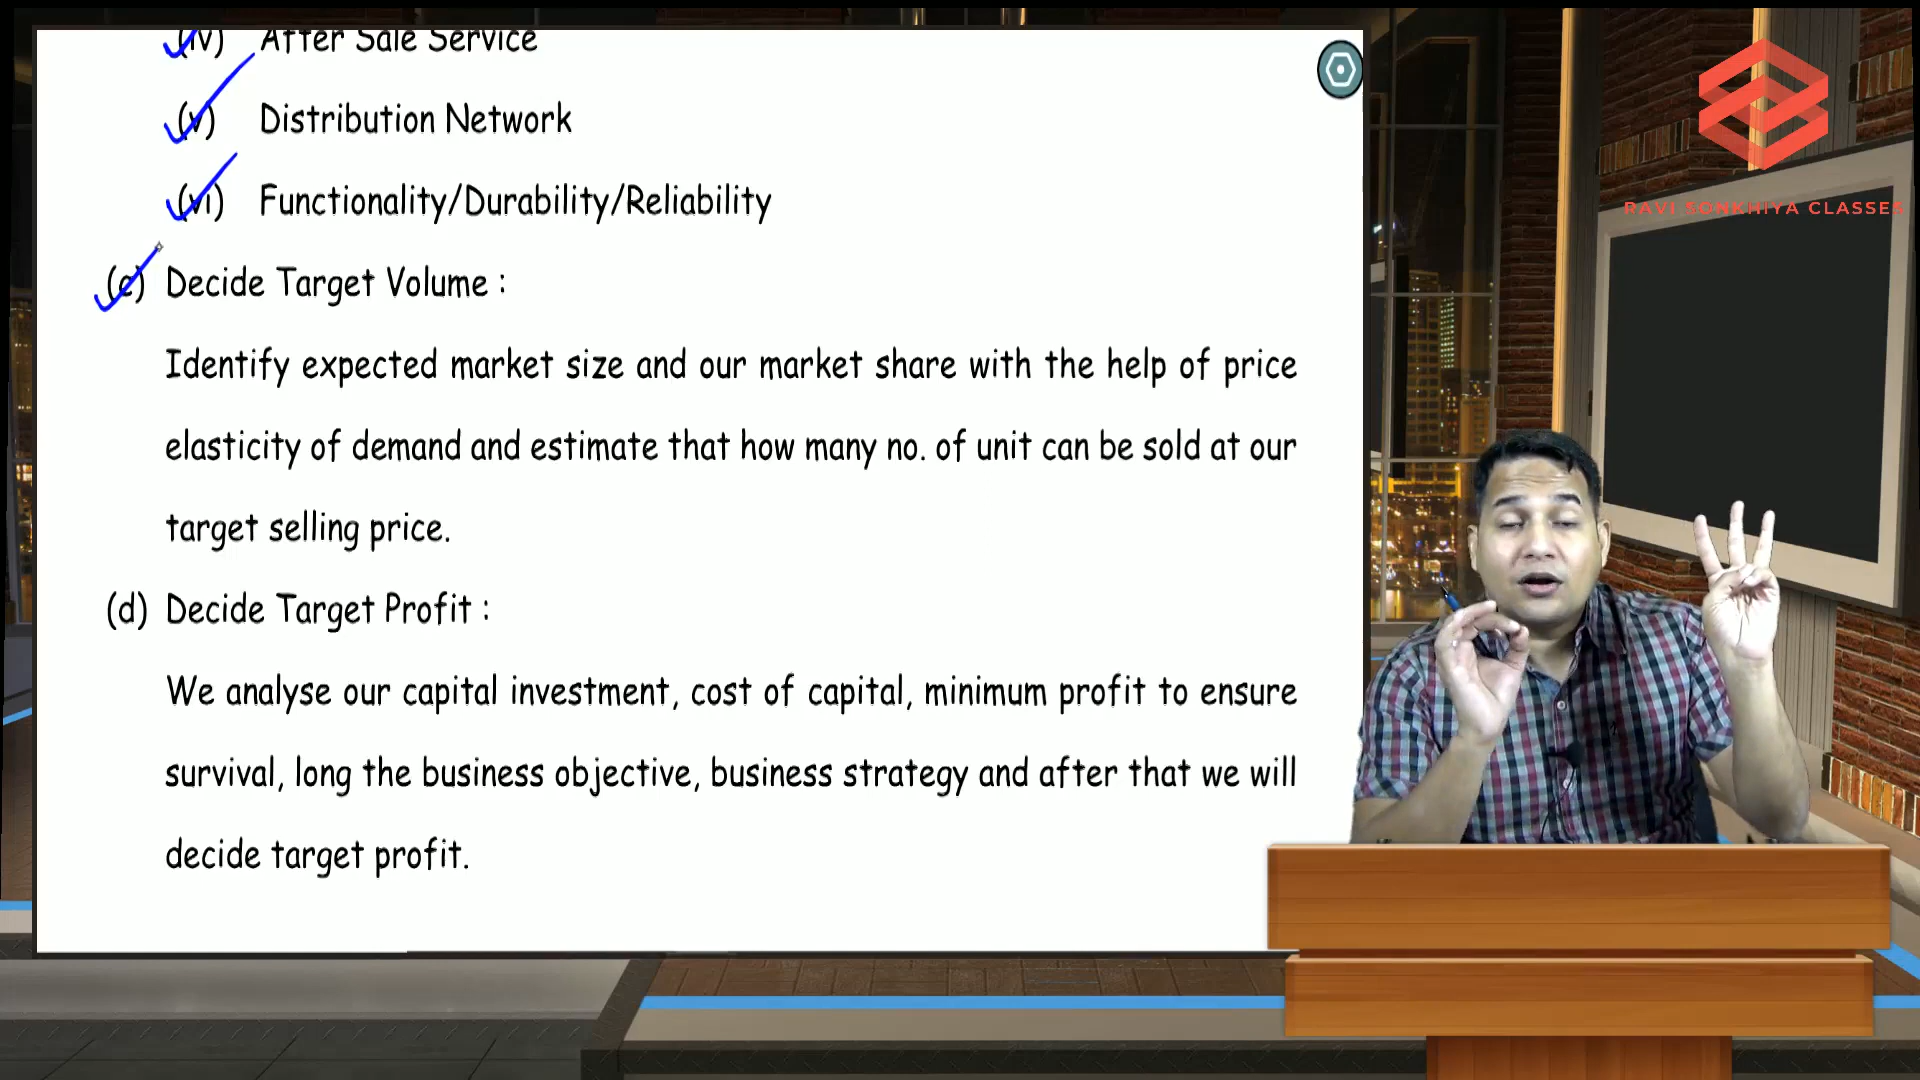 (iv) After Sale Service
(v) Distribution Network
(vi) Functionality/Durability/Reliability
(c) Decide Target Volume :
Identify expected market size and our market share with the help of price
elasticity of demand and estimate that how many no. of unit can be sold at our
target selling price.
(d) Decide Target Profit :
We analyse our capital investment, cost of capital, minimum profit to ensure
survival, long the business objective, business strategy and after that we will
decide target profit.
RAVI SONKHIYA CLASSES